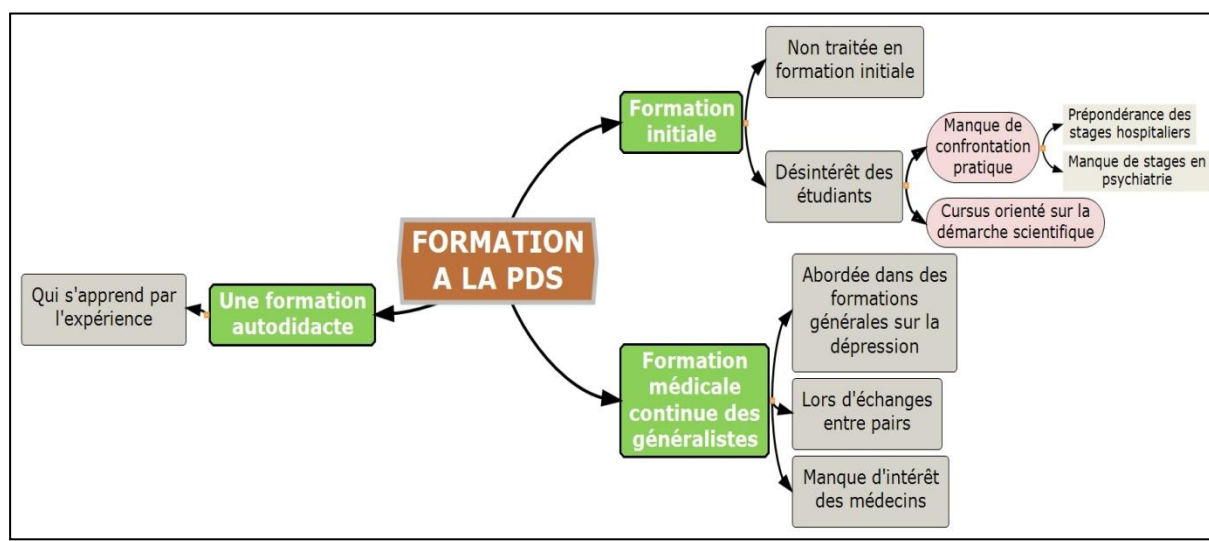 FORMATION
A LA PDS
Formation
initiale
Non traitée en
formation initiale
Désintérêt des
étudiants
Manque de
confrontation
pratique
Prépondérance des
stages hospitaliers
Manque de stages en
psychiatrie
Cursus orienté sur la
démarche scientifique
Une formation
autodidacte
Qui s'apprend par
l'expérience
Formation
médicale
continue des
généralistes
Abordée dans des
formations
générales sur la
dépression
Lors d'échanges
entre pairs
Manque d'intérêt
des médecins